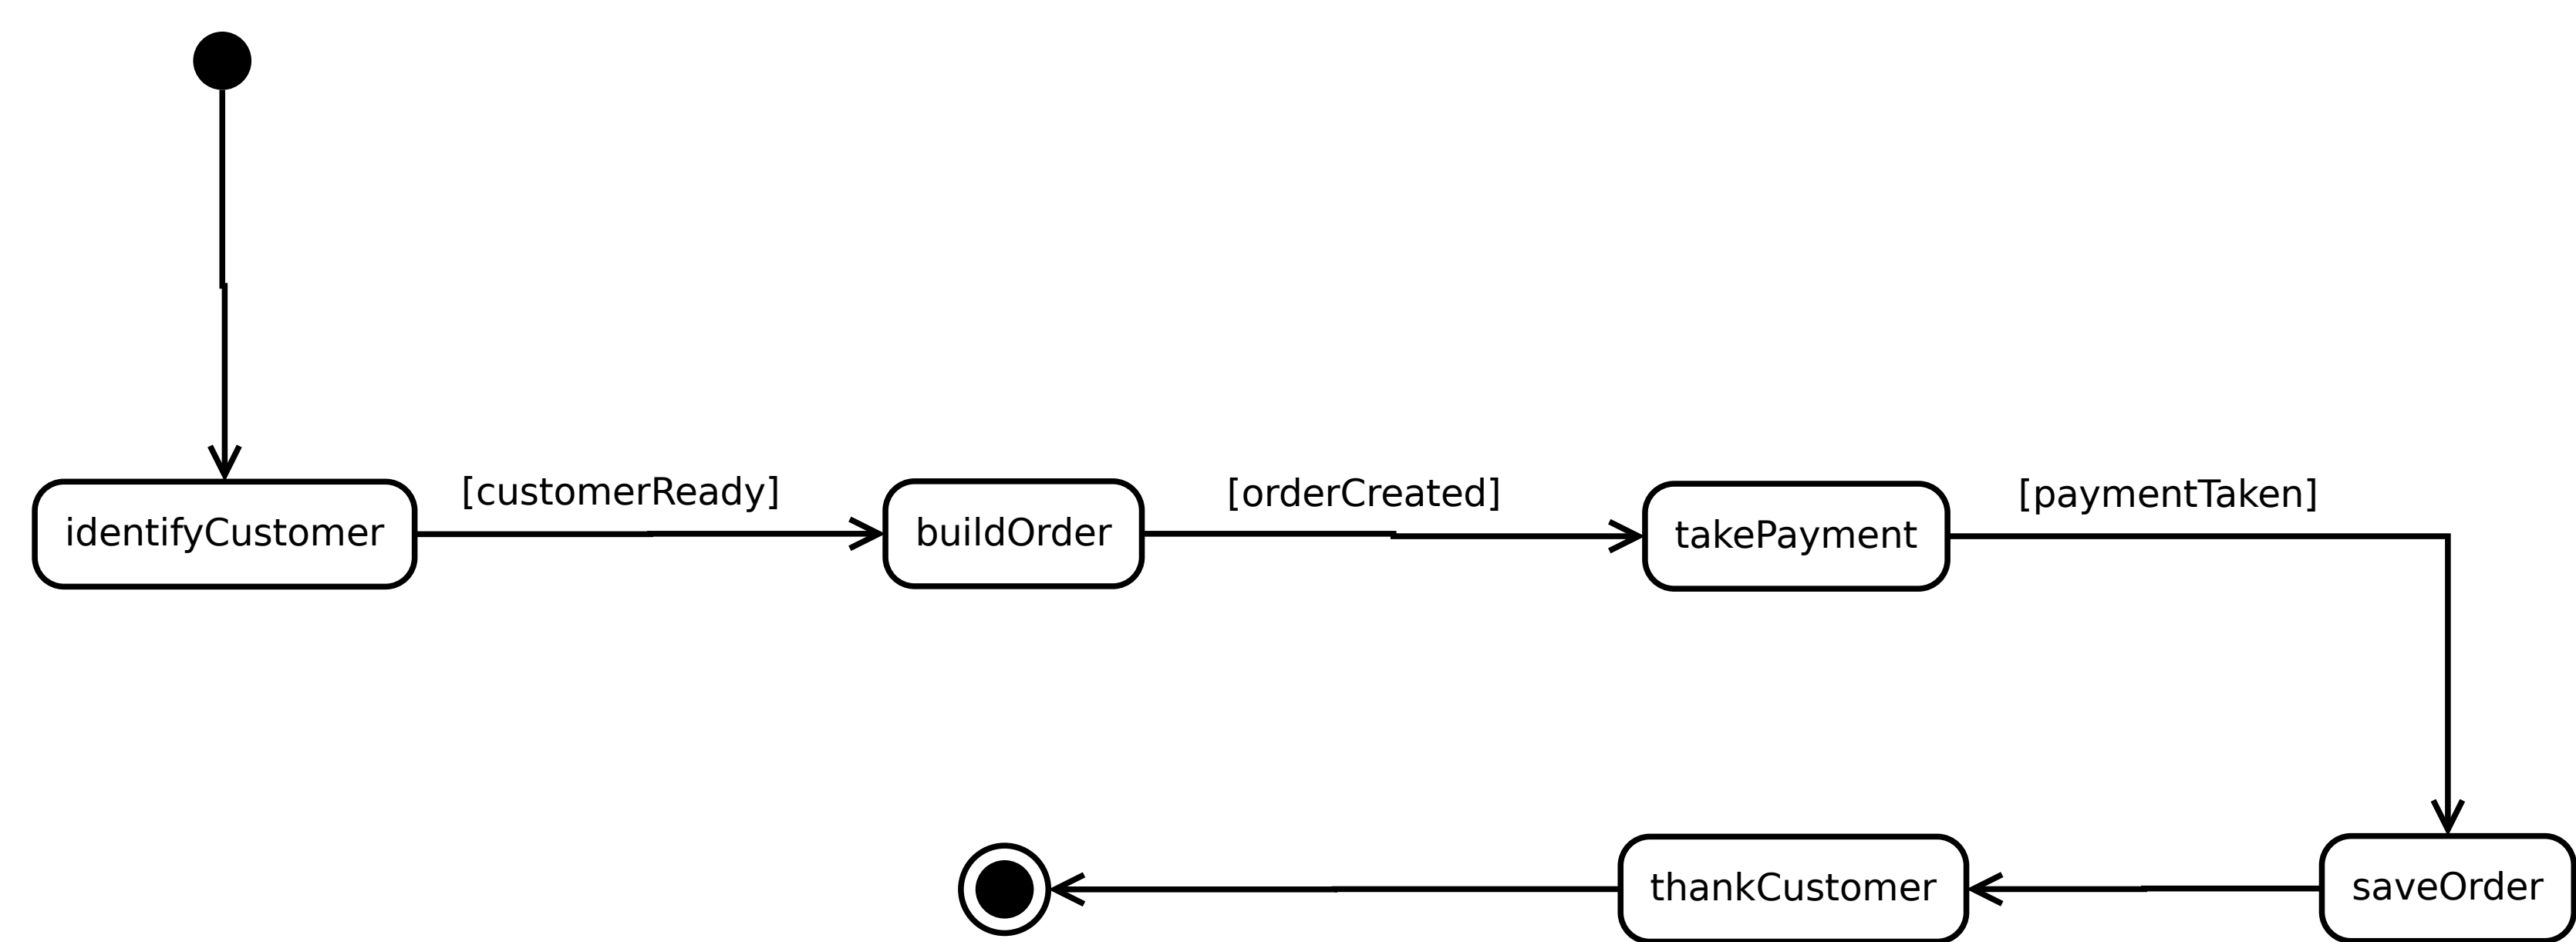 [customerReady]
[orderCreated]
[paymentTaken]
identifyCustomer
buildOrder
takePayment
thankCustomer
saveOrder